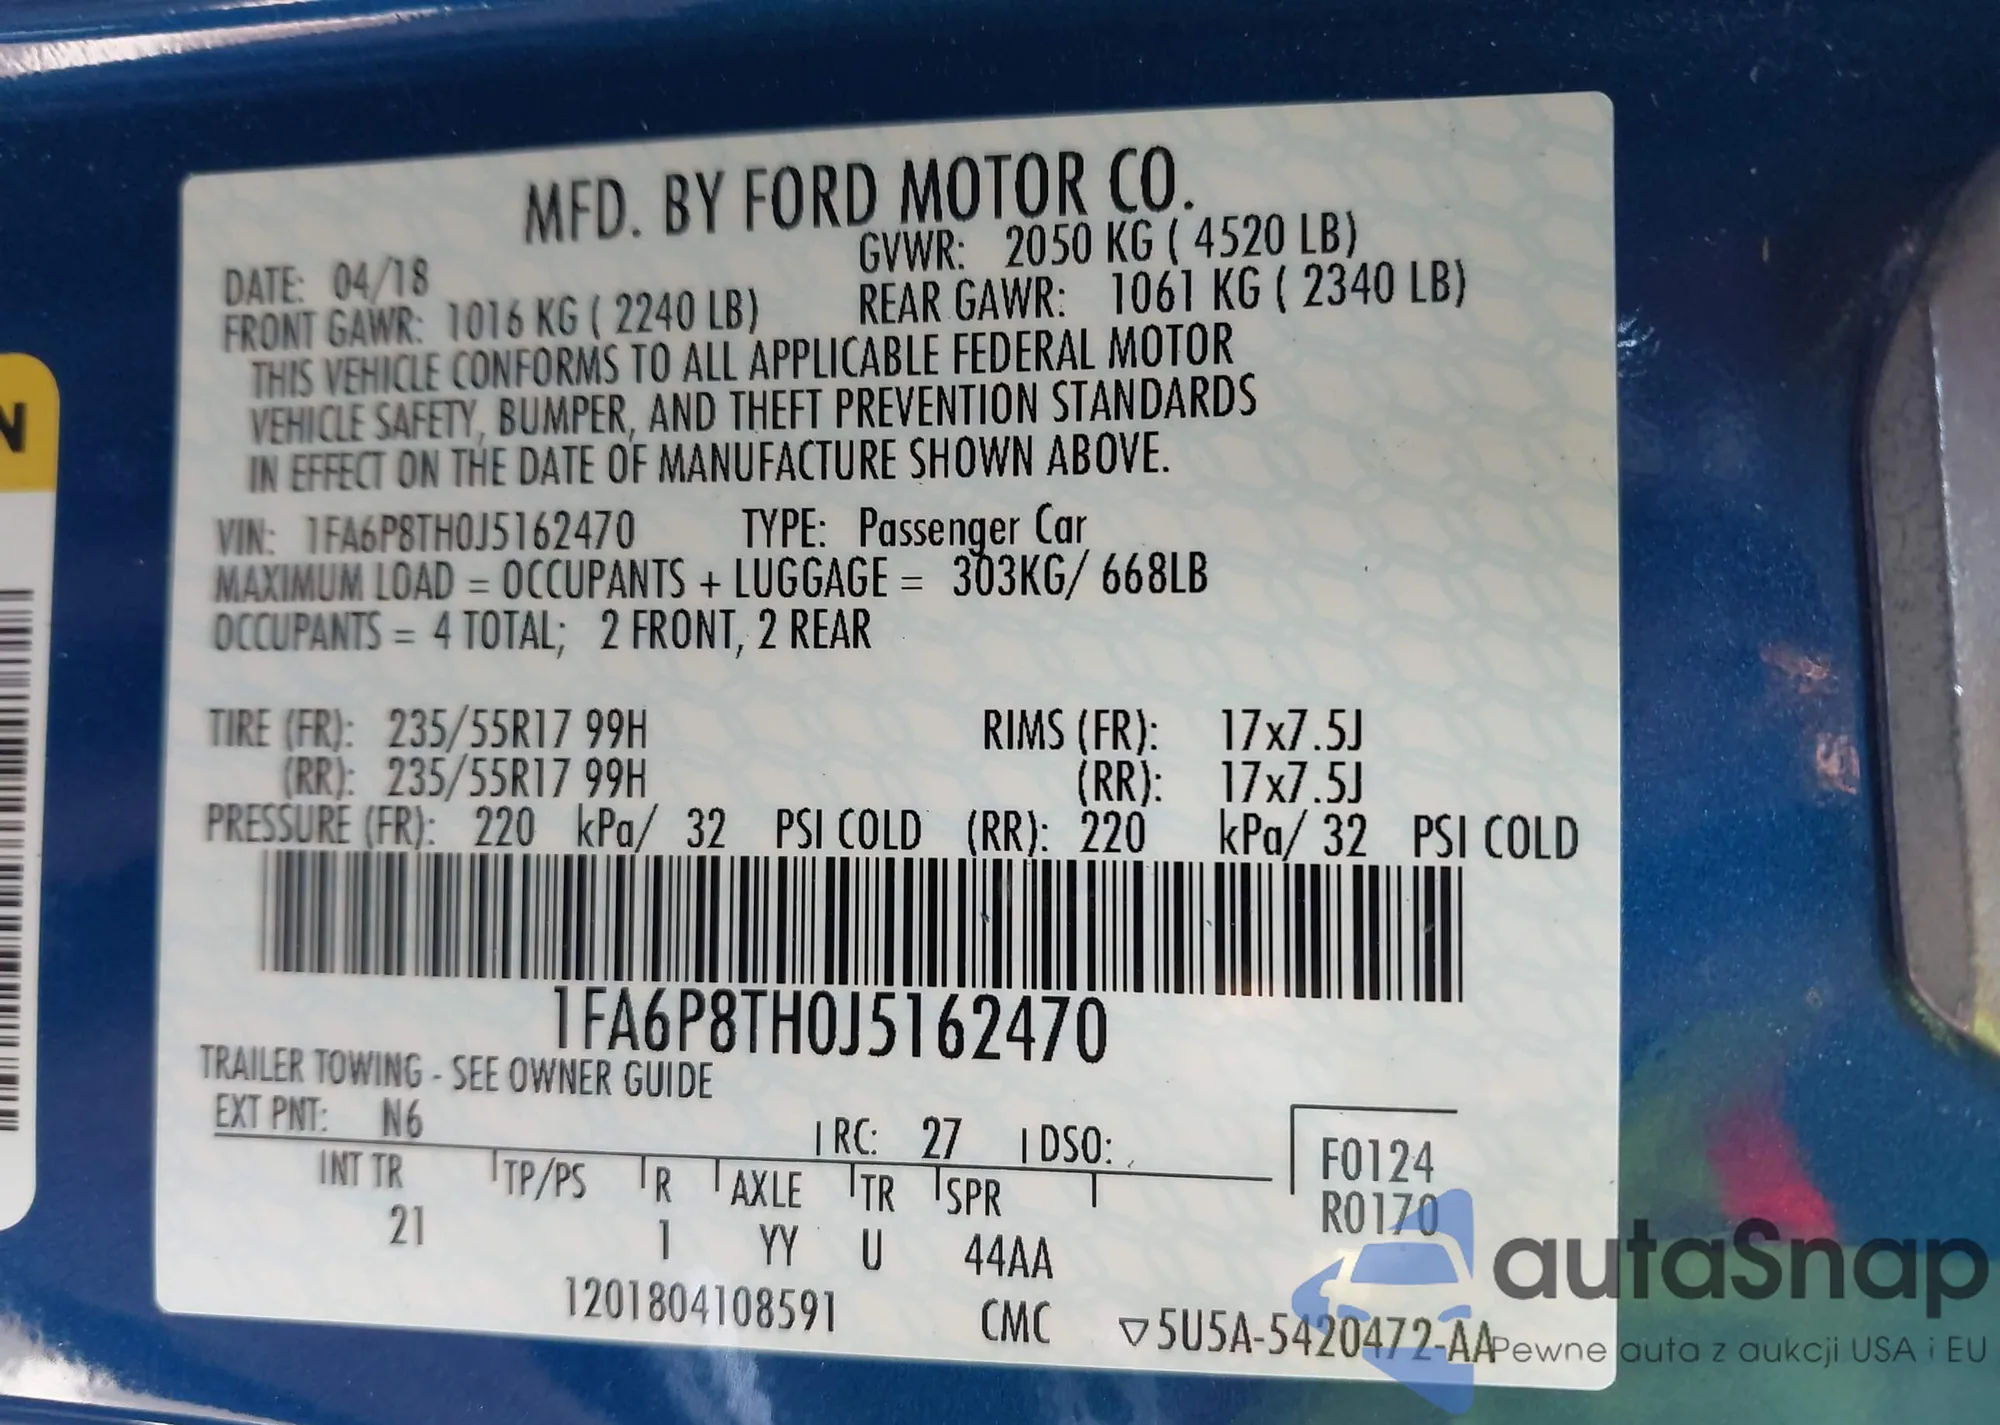 MFD. BY FORD MOTOR CO.
DATE: 04/18 GVWR: 2050 KG ( 4520 LB)
FRONT GAWR: 1016 KG ( 2240 LB) REAR GAWR: 1061 KG ( 2340 LB)
THIS VEHICLE CONFORMS TO ALL APPLICABLE FEDERAL MOTOR
VEHICLE SAFETY, BUMPER, AND THEFT PREVENTION STANDARDS
IN EFFECT ON THE DATE OF MANUFACTURE SHOWN ABOVE.
VIN: 1FA6P8TH0J5162470 TYPE: Passenger Car
MAXIMUM LOAD = OCCUPANTS + LUGGAGE = 303KG/ 668LB
OCCUPANTS = 4 TOTAL; 2 FRONT, 2 REAR
TIRE (FR): 235/55R17 99H RIMS (FR): 17x7.5J
(RR): 235/55R17 99H (RR): 17x7.5J
PRESSURE (FR): 220 kPa/ 32 PSI COLD (RR): 220 kPa/ 32 PSI COLD
1FA6P8TH0J5162470
TRAILER TOWING - SEE OWNER GUIDE
EXT PNT: N6 RC: 27 DSO:
F0124
R0170
INT TR TP/PS R AXLE TR SPR
21 1 YY U 44AA
1201804108591 CMC ▽5U5A-5420472-AA
N
autaSnap
Pewne auta z aukcji USA i EU